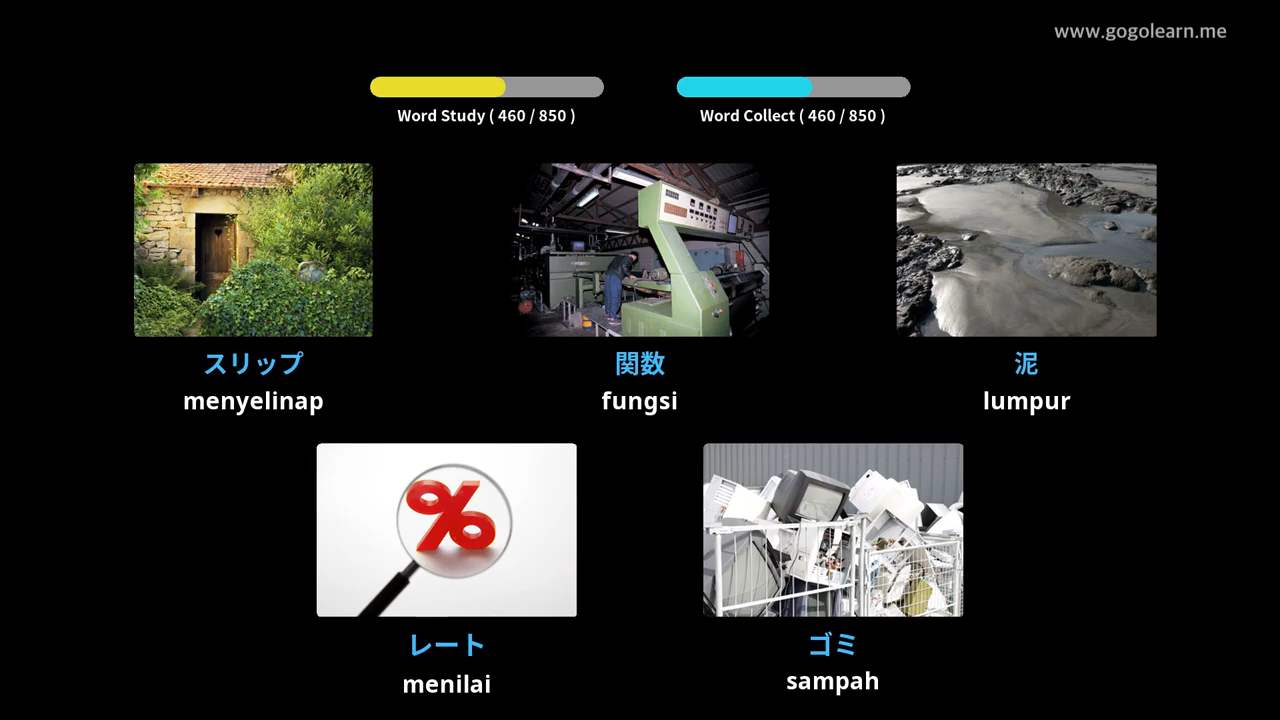 www.gogolearn.me
Word Study ( 460 / 850 )
Word Collect ( 460 / 850 )
スリップ
menyelinap
関数
fungsi
泥
lumpur
%
レート
menilai
ゴミ
sampah